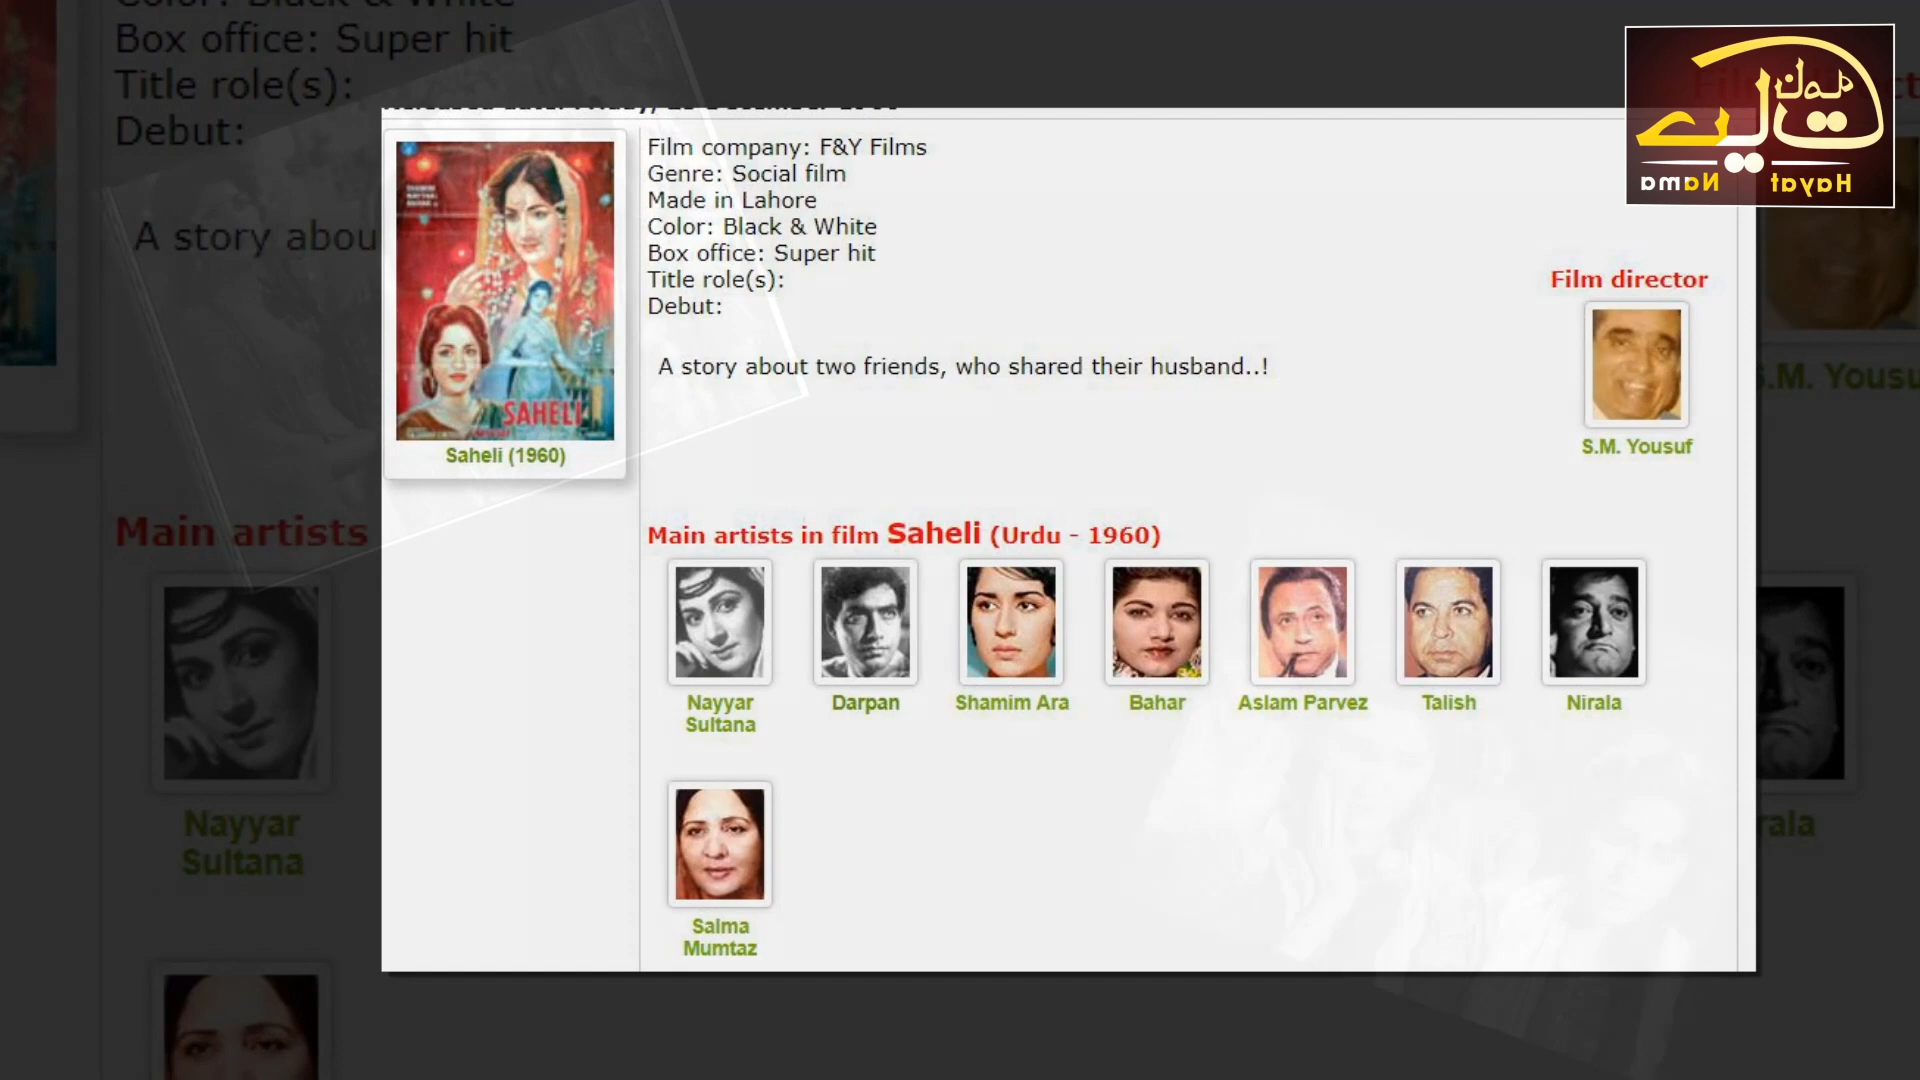 Box office: Super hit
Title role(s):
Debut:
A story abou
Main artists
Nayyar
Sultana
Film company: F&Y Films
Genre: Social film
Made in Lahore
Color: Black & White
Box office: Super hit
Title role(s):
Debut:
A story about two friends, who shared their husband..!
Film director
S.M. Yousuf
SAHELI
Saheli (1960)
Main artists in film Saheli (Urdu - 1960)
Nayyar
Sultana
Darpan
Shamim Ara
Bahar
Aslam Parvez
Talish
Nirala
Salma
Mumtaz
Hayat Nama
S.M. Yousu
rala